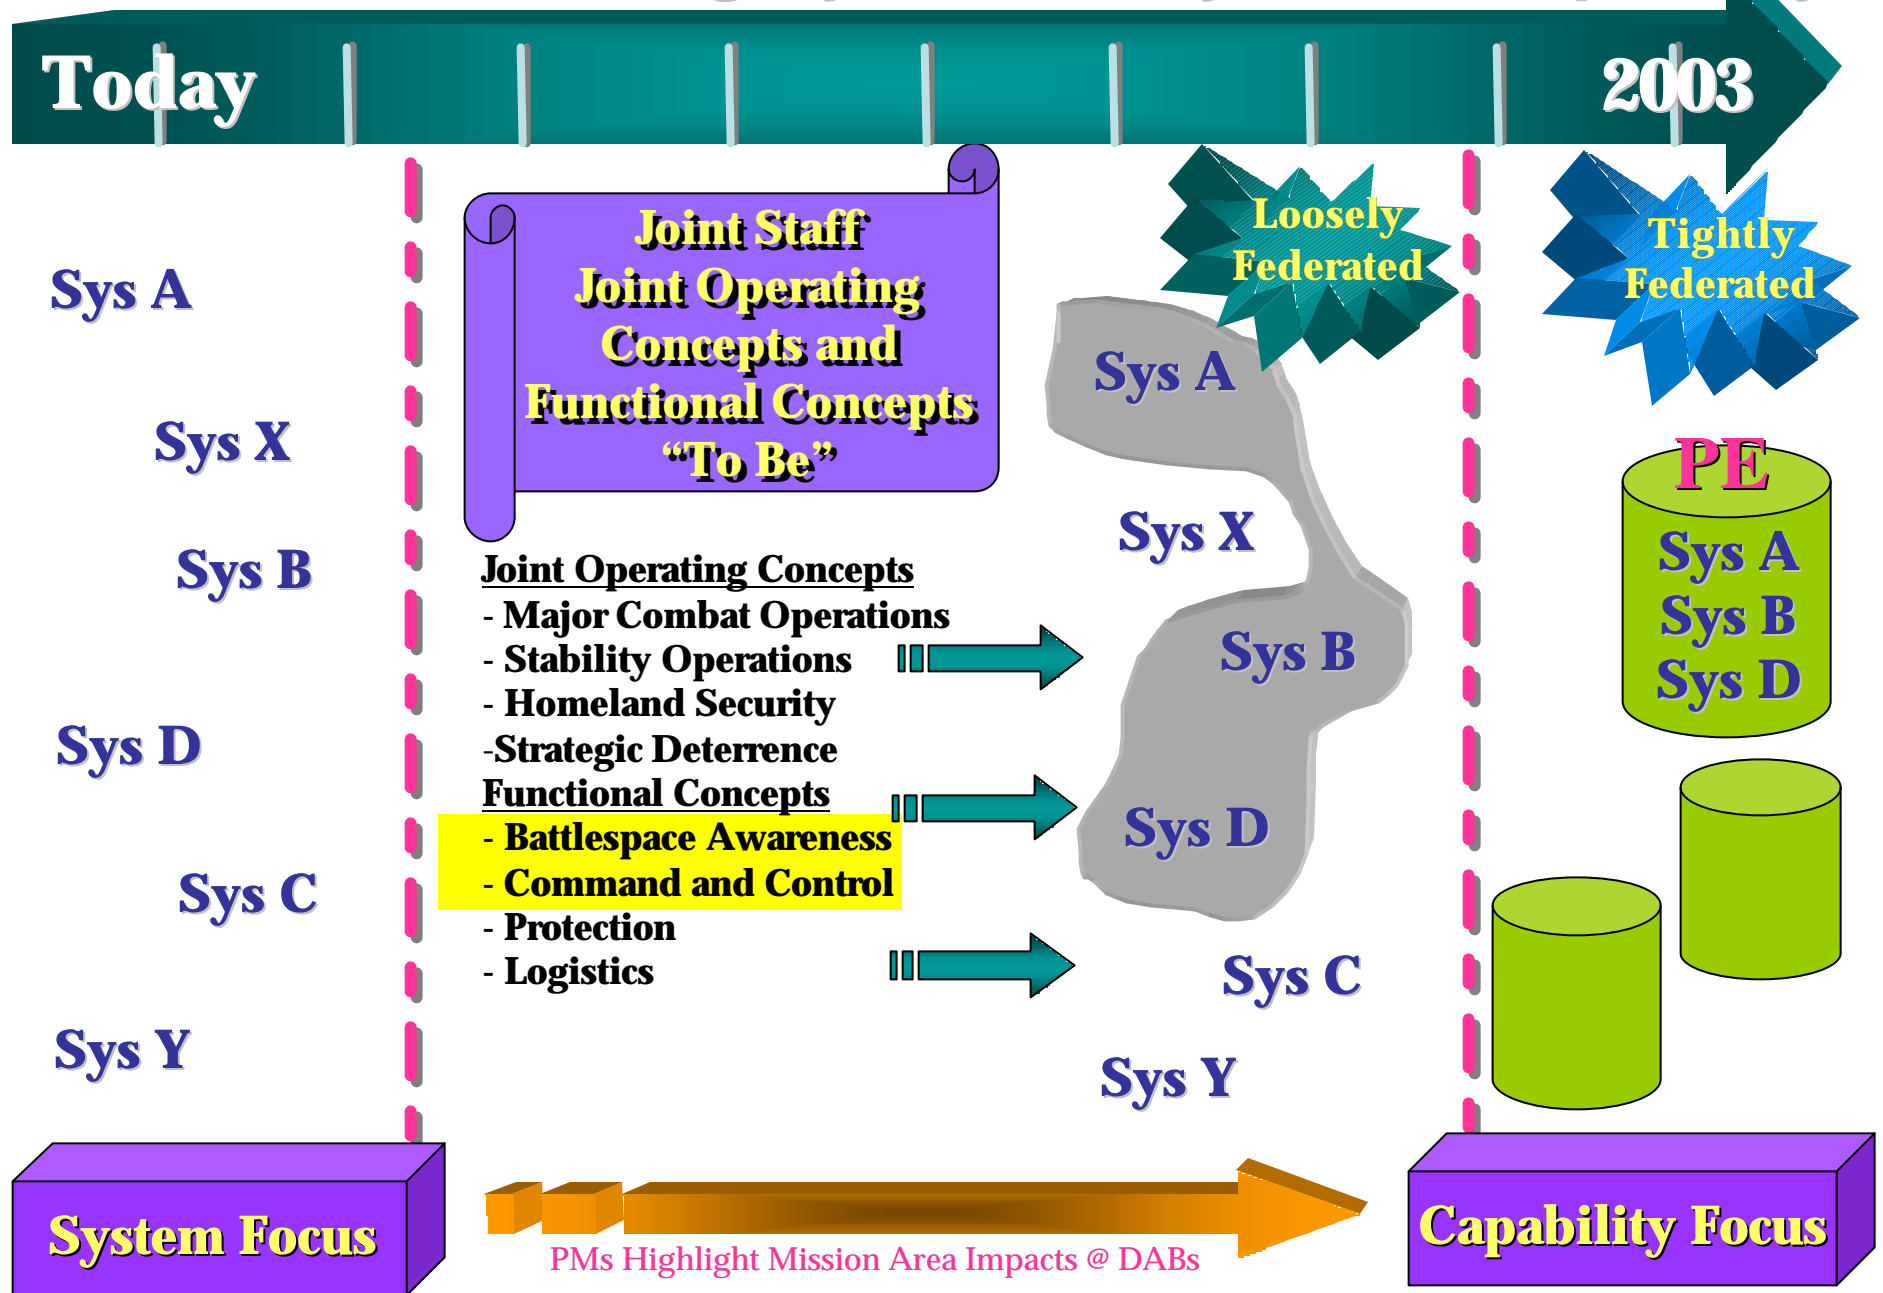 Today
2003
Sys A
Sys X
Sys B
Sys D
Sys C
Sys Y
System Focus
Joint Staff
Joint Operating
Concepts and
Functional Concepts
“To Be”
Joint Operating Concepts
- Major Combat Operations
- Stability Operations
- Homeland Security
-Strategic Deterrence
Functional Concepts
- Battlespace Awareness
- Command and Control
- Protection
- Logistics
PMs Highlight Mission Area Impacts @ DABs
Loosely
Federated
Sys A
Sys X
Sys B
Sys D
Sys C
Sys Y
Tightly
Federated
PE
Sys A
Sys B
Sys D
Capability Focus